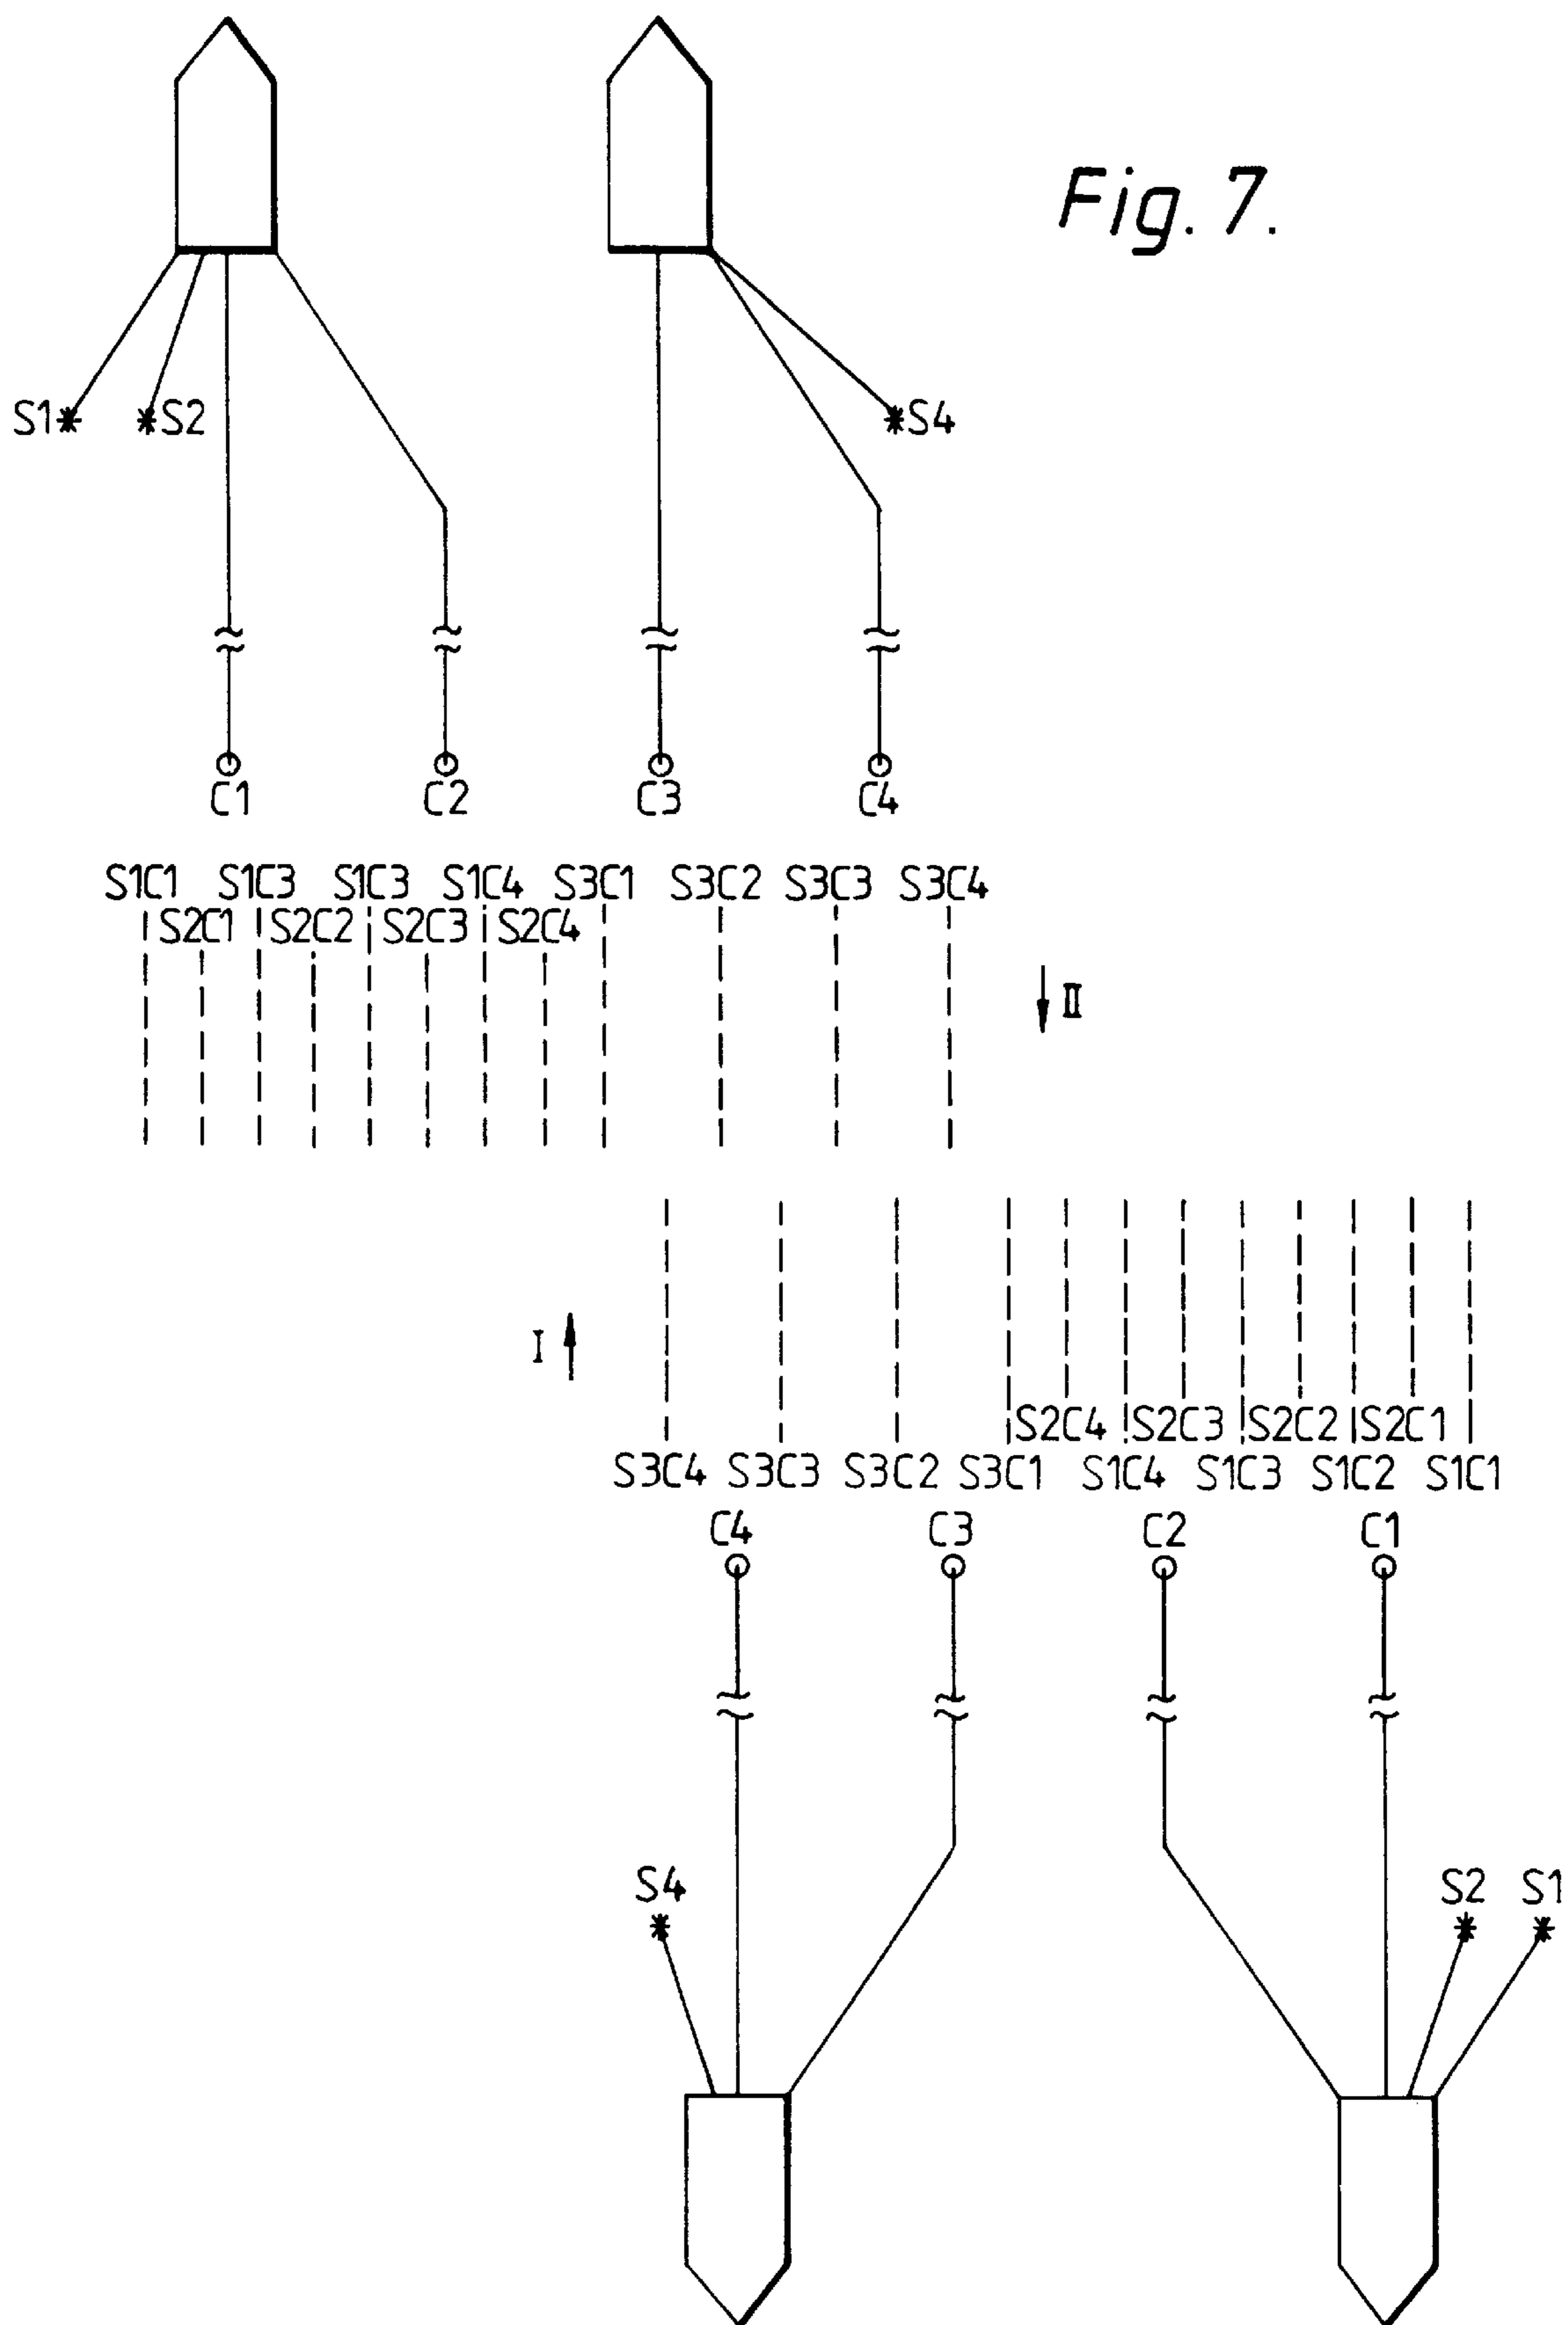 Fig. 7.
S1 S2 S4
C1 C2 C3 C4
S1C1 S1C3 S1C3 S1C4 S3C1 S3C2 S3C3 S3C4
S2C1 S2C2 S2C3 S2C4
II
I
S2C4 S2C3 S2C2 S2C1
S3C4 S3C3 S3C2 S3C1 S1C4 S1C3 S1C2 S1C1
C4 C3 C2 C1
S4 S2 S1